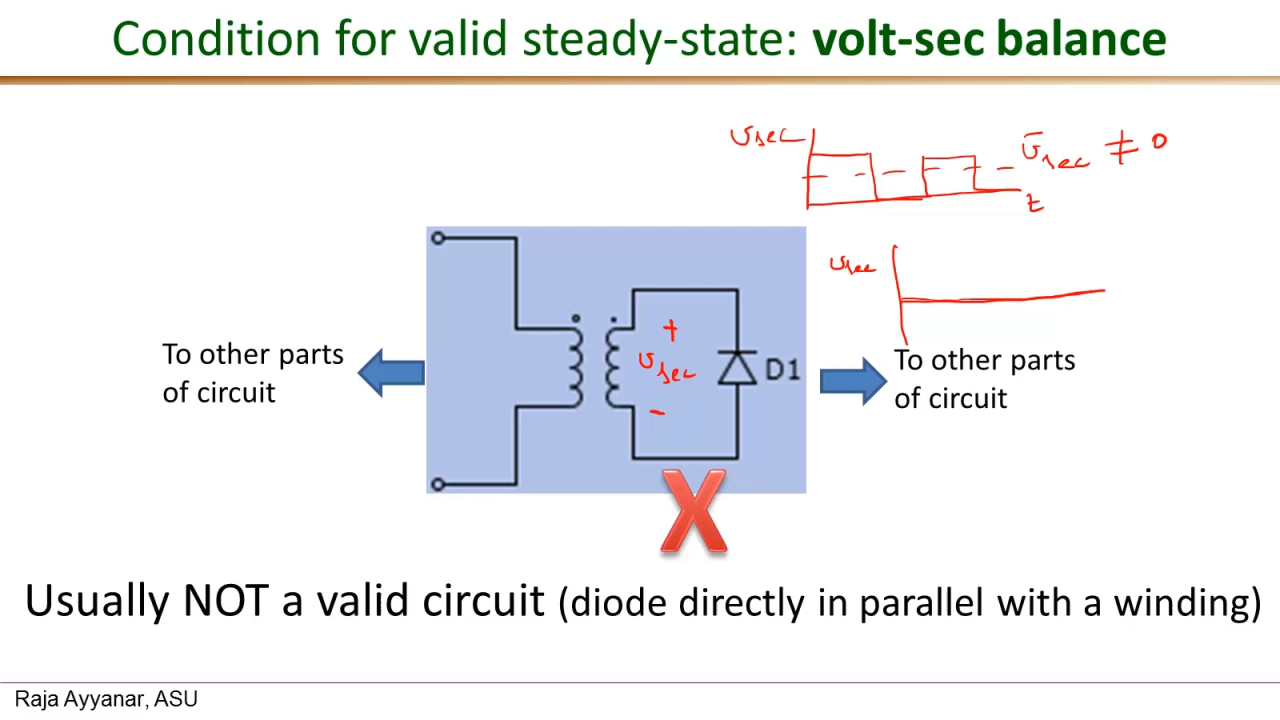 Condition for valid steady-state: volt-sec balance
vsec
v̄sec ≠ 0
t
vsec
+
vsec
-
D1
To other parts
of circuit
To other parts
of circuit
X
Usually NOT a valid circuit (diode directly in parallel with a winding)
Raja Ayyanar, ASU